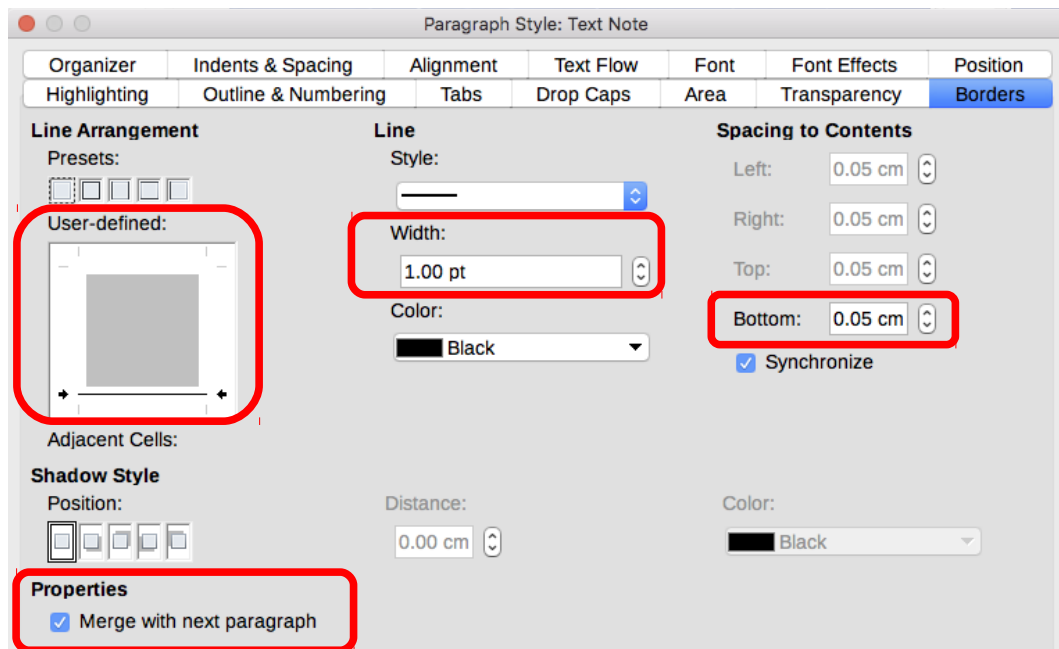 Paragraph Style: Text Note
Organizer Indents & Spacing Alignment Text Flow Font Font Effects Position
Highlighting Outline & Numbering Tabs Drop Caps Area Transparency Borders
Line Arrangement Line Spacing to Contents
Presets: Style: Left: 0.05 cm
User-defined: Width: Right: 0.05 cm
1.00 pt Top: 0.05 cm
Color: Bottom: 0.05 cm
Black Synchronize
Adjacent Cells:
Shadow Style
Position: Distance: Color:
0.00 cm Black
Properties
Merge with next paragraph